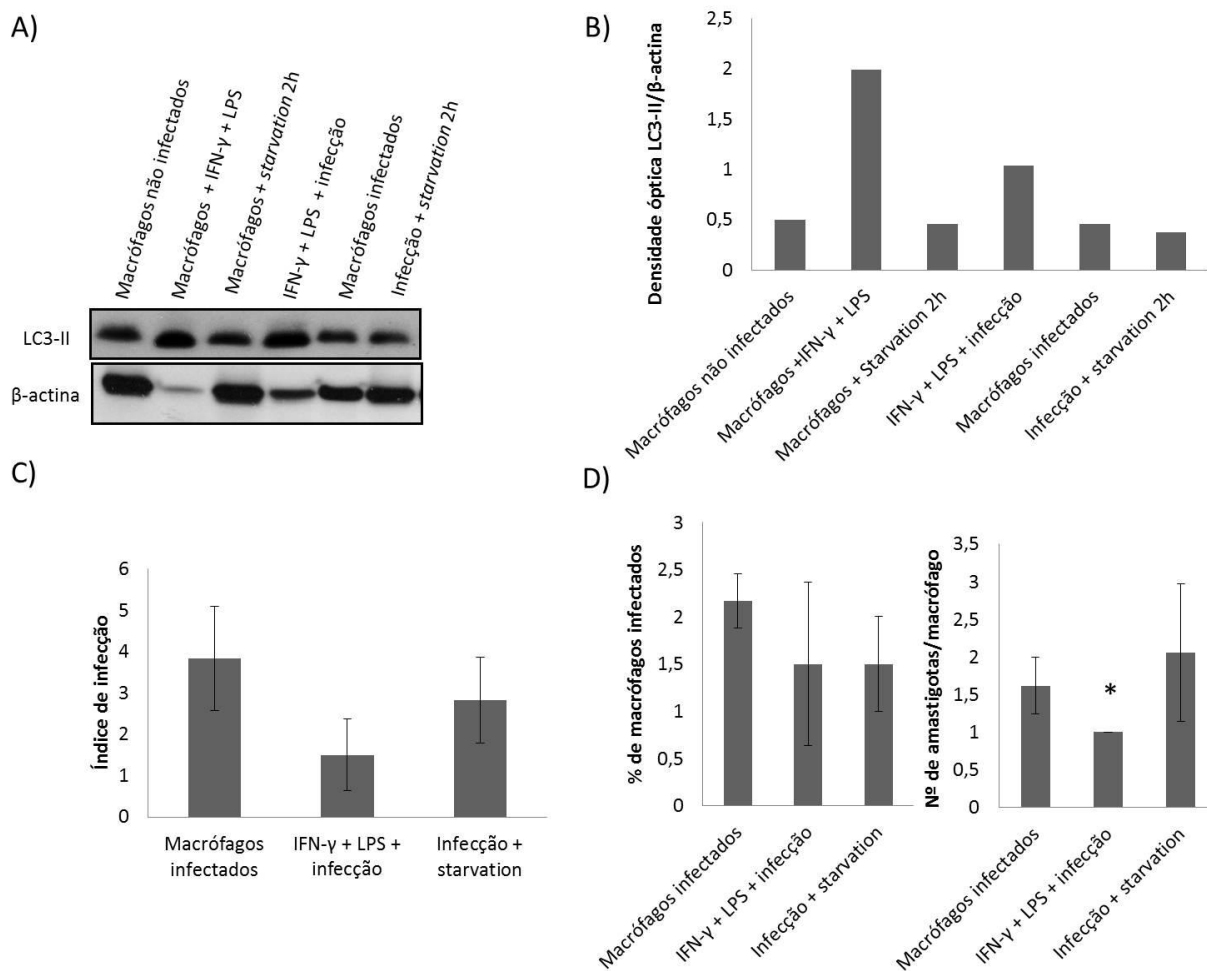 A)
Macrófagos não infectados
Macrófagos + IFN-γ + LPS
Macrófagos + starvation 2h
IFN-γ + LPS + infecção
Macrófagos infectados
Infecção + starvation 2h
LC3-II
β-actina
B)
Densidade óptica LC3-II/β-actina
2,5
2
1,5
1
0,5
0
Macrófagos não infectados
Macrófagos +IFN-γ + LPS
Macrófagos + Starvation 2h
IFN-γ + LPS + infecção
Macrófagos infectados
Infecção + starvation 2h
C)
Índice de infecção
6
5
4
3
2
1
0
Macrófagos
infectados
IFN-γ + LPS +
infecção
Infecção +
starvation
D)
% de macrófagos infectados
3
2,5
2
1,5
1
0,5
0
Macrófagos infectados
IFN-γ + LPS + infecção
Infecção + starvation
Nº de amastigotas/macrófago
3,5
3
2,5
2
1,5
1
0,5
0
*
Macrófagos infectados
IFN-γ + LPS + infecção
Infecção + starvation